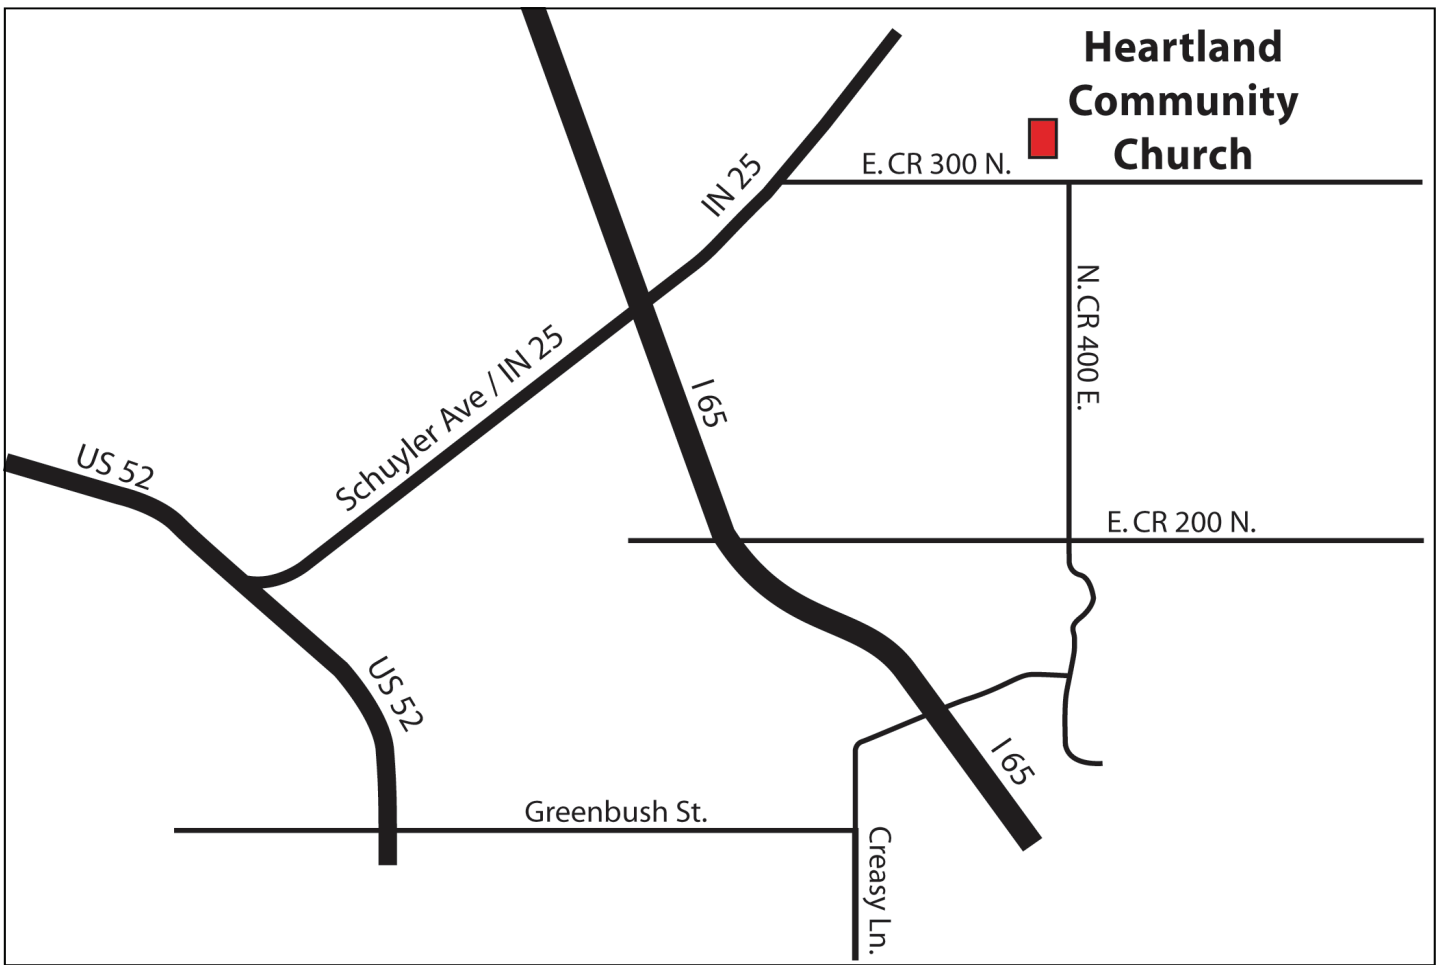 Heartland
Community
Church
E. CR 300 N.
IN 25
N. CR 400 E.
Schuyler Ave / IN 25
I 65
US 52
E. CR 200 N.
US 52
I 65
Greenbush St.
Creasy Ln.